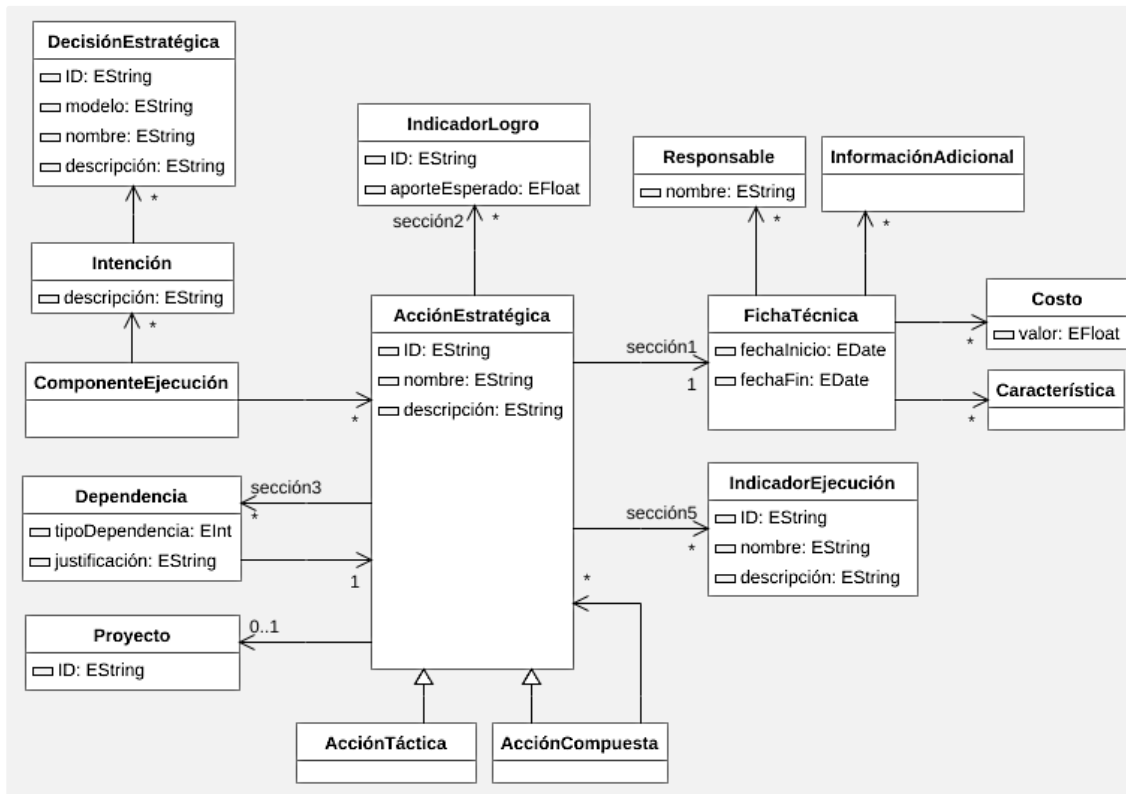 DecisiónEstratégica
ID: EString
modelo: EString
nombre: EString
descripción: EString
*
Intención
descripción: EString
*
ComponenteEjecución
*
IndicadorLogro
ID: EString
aporteEsperado: EFloat
sección2
*
Responsable
nombre: EString
*
InformaciónAdicional
*
AcciónEstratégica
ID: EString
nombre: EString
descripción: EString
sección1
1
FichaTécnica
fechaInicio: EDate
fechaFin: EDate
Costo
valor: EFloat
*
Característica
*
Dependencia
tipoDependencia: EInt
justificación: EString
sección3
*
1
sección5
*
IndicadorEjecución
ID: EString
nombre: EString
descripción: EString
*
Proyecto
ID: EString
0..1
AcciónTáctica
AcciónCompuesta